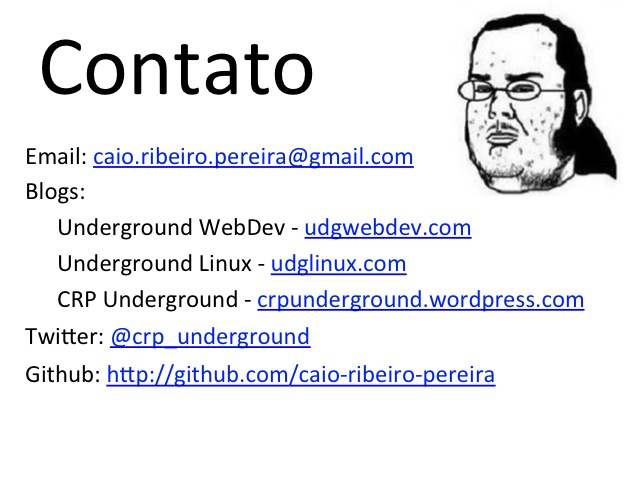 Contato
Email: caio.ribeiro.pereira@gmail.com
Blogs:
Underground WebDev - udgwebdev.com
Underground Linux - udglinux.com
CRP Underground - crpunderground.wordpress.com
Twitter: @crp_underground
Github: http://github.com/caio-ribeiro-pereira